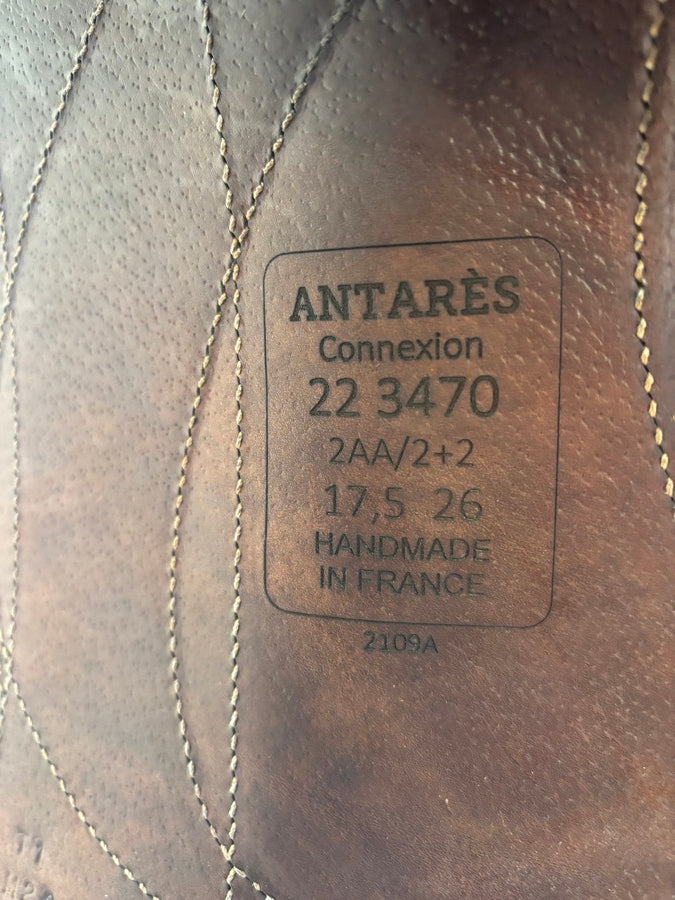 ANTARÈS
Connexion
22 3470
2AA/2+2
17,5 26
HANDMADE
IN FRANCE
2109A